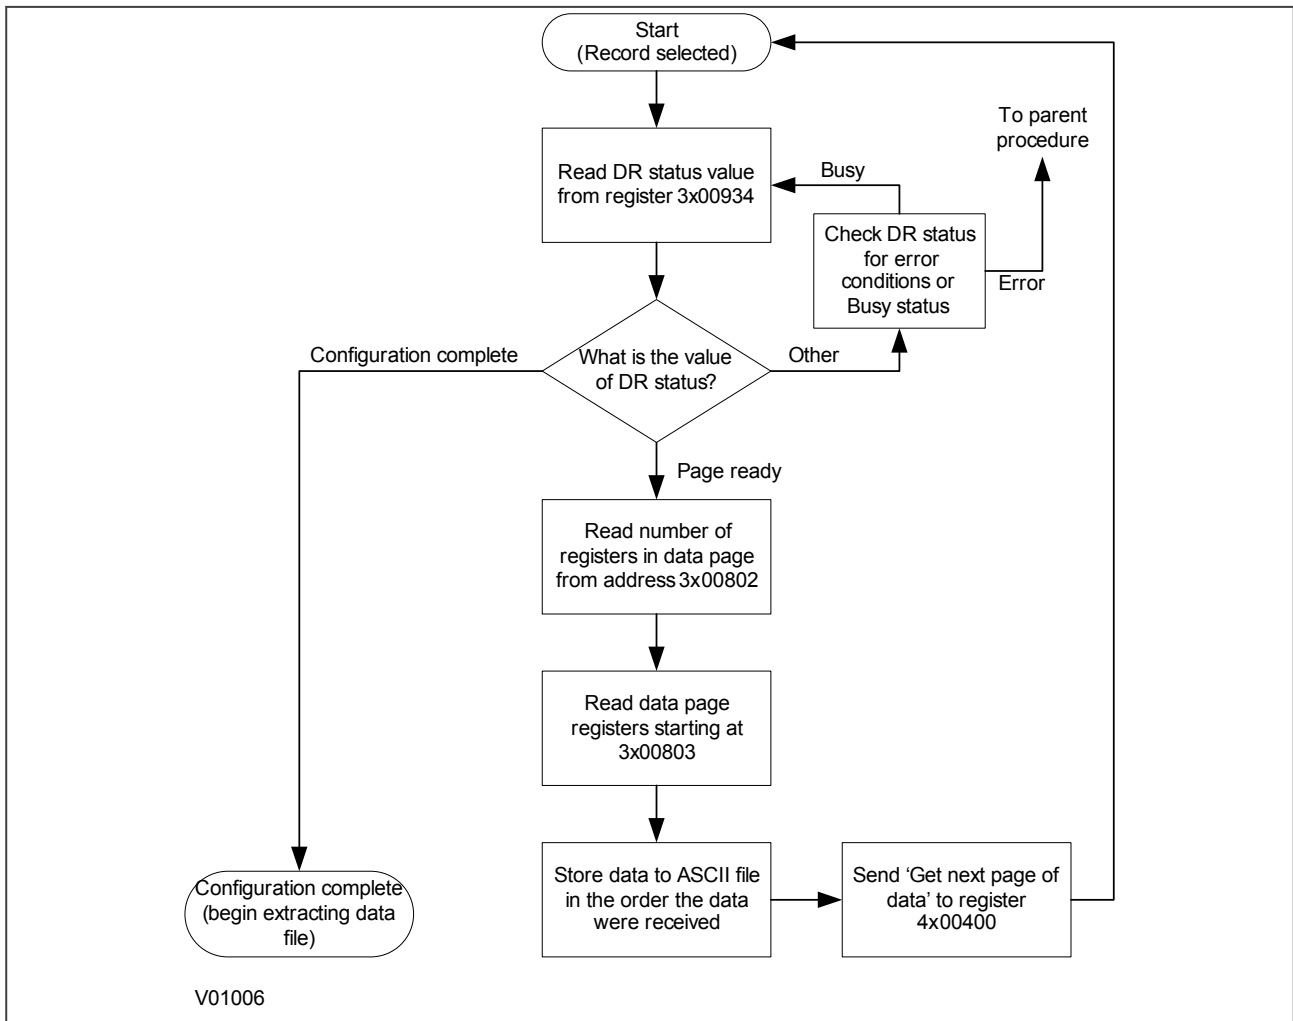 Start
(Record selected)
To parent
procedure
Read DR status value
from register 3x00934
Busy
Check DR status
for error
conditions or
Busy status
Error
Configuration complete
What is the value
of DR status?
Other
Page ready
Read number of
registers in data page
from address 3x00802
Read data page
registers starting at
3x00803
Store data to ASCII file
in the order the data
were received
Send ‘Get next page of
data’ to register
4x00400
Configuration complete
(begin extracting data
file)
V01006